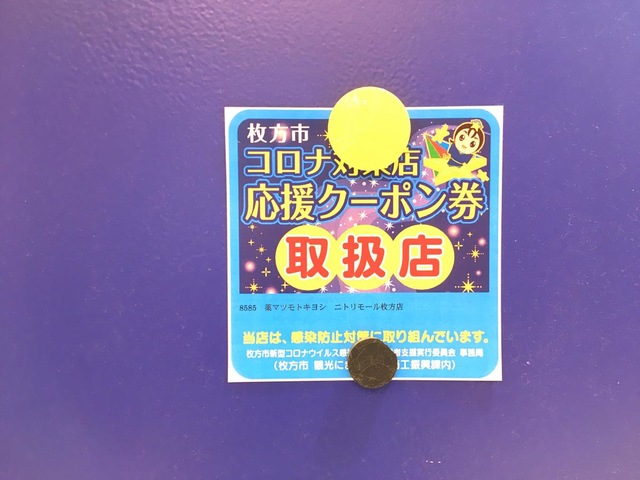 枚方市
コロナ対策店
応援クーポン券
取扱店
8585 薬マツモトキヨシ ニトリモール枚方店
当店は、感染防止対策に取り組んでいます。
枚方市新型コロナウイルス感 者支援実行委員会 事務局
(枚方市 観光に 工振興課内)